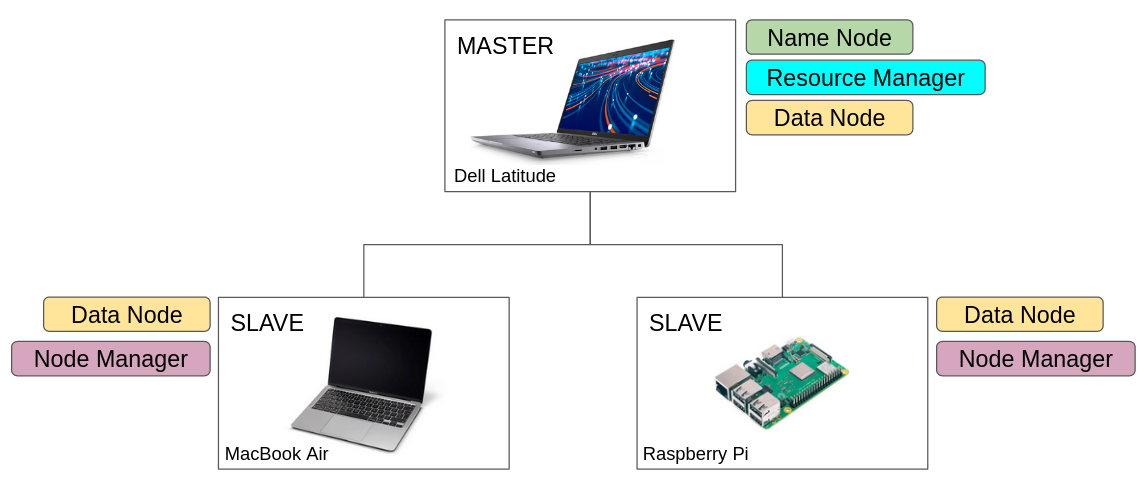 MASTER
Dell Latitude
Name Node
Resource Manager
Data Node
Data Node
Node Manager
SLAVE
MacBook Air
SLAVE
Raspberry Pi
Data Node
Node Manager